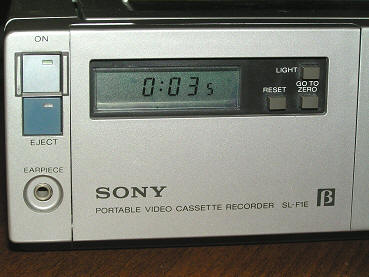 ON
0:03s
LIGHT
RESET
GO TO
ZERO
EJECT
EARPIECE
SONY
PORTABLE VIDEO CASSETTE RECORDER SL-F1E β